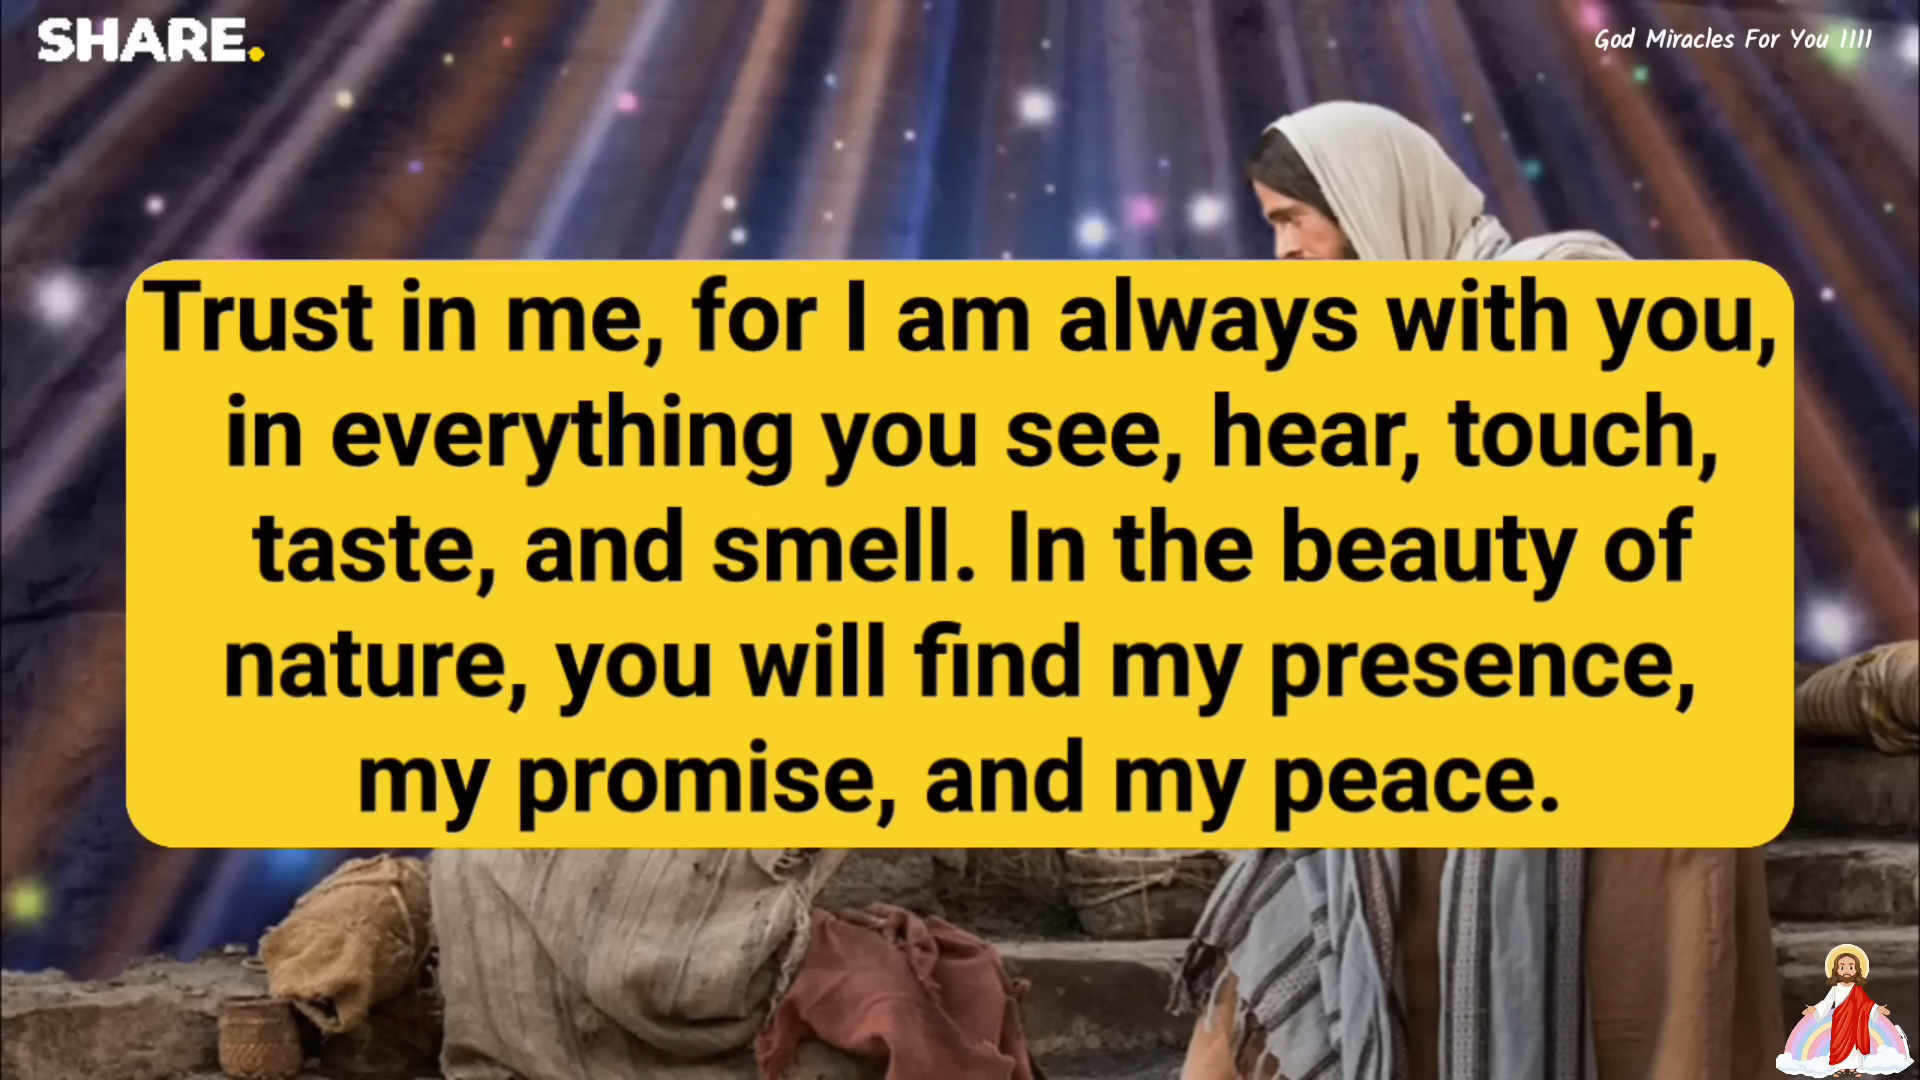 SHARE.
God Miracles For You 1111
Trust in me, for I am always with you,
in everything you see, hear, touch,
taste, and smell. In the beauty of
nature, you will find my presence,
my promise, and my peace.